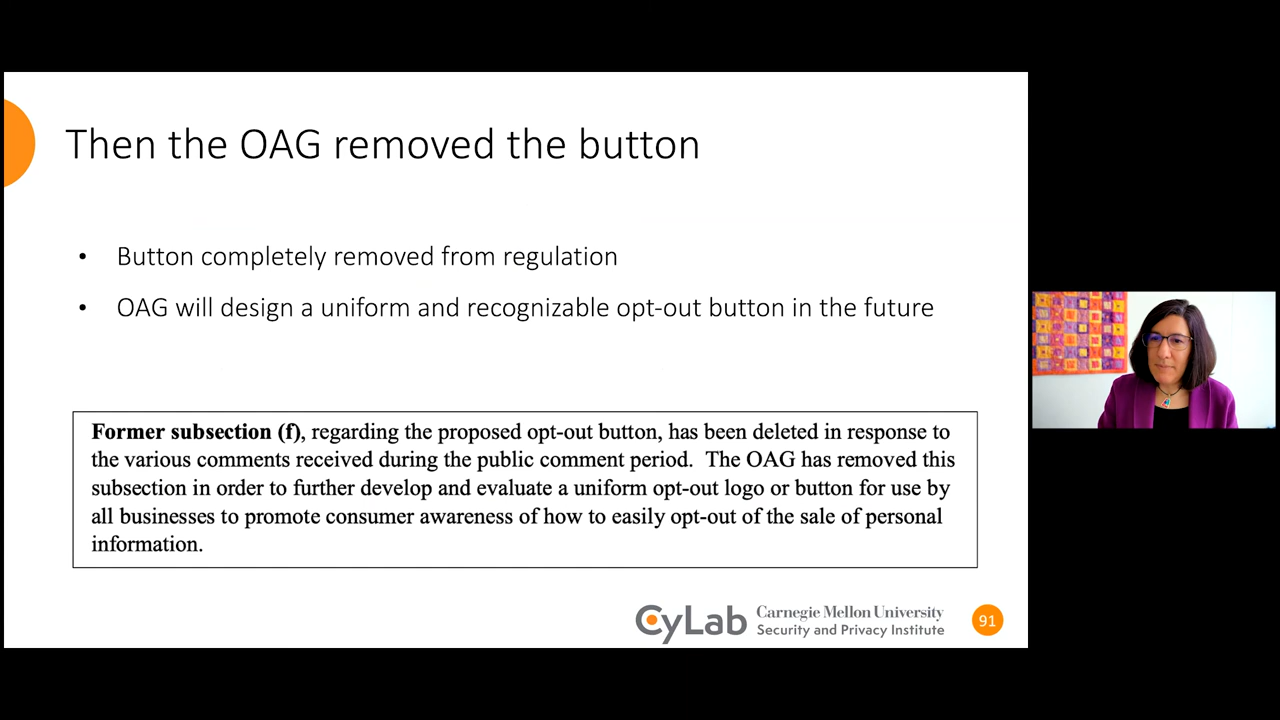 Then the OAG removed the button
• Button completely removed from regulation
• OAG will design a uniform and recognizable opt-out button in the future
Former subsection (f), regarding the proposed opt-out button, has been deleted in response to
the various comments received during the public comment period.  The OAG has removed this
subsection in order to further develop and evaluate a uniform opt-out logo or button for use by
all businesses to promote consumer awareness of how to easily opt-out of the sale of personal
information.
CyLab
Carnegie Mellon University
Security and Privacy Institute
91